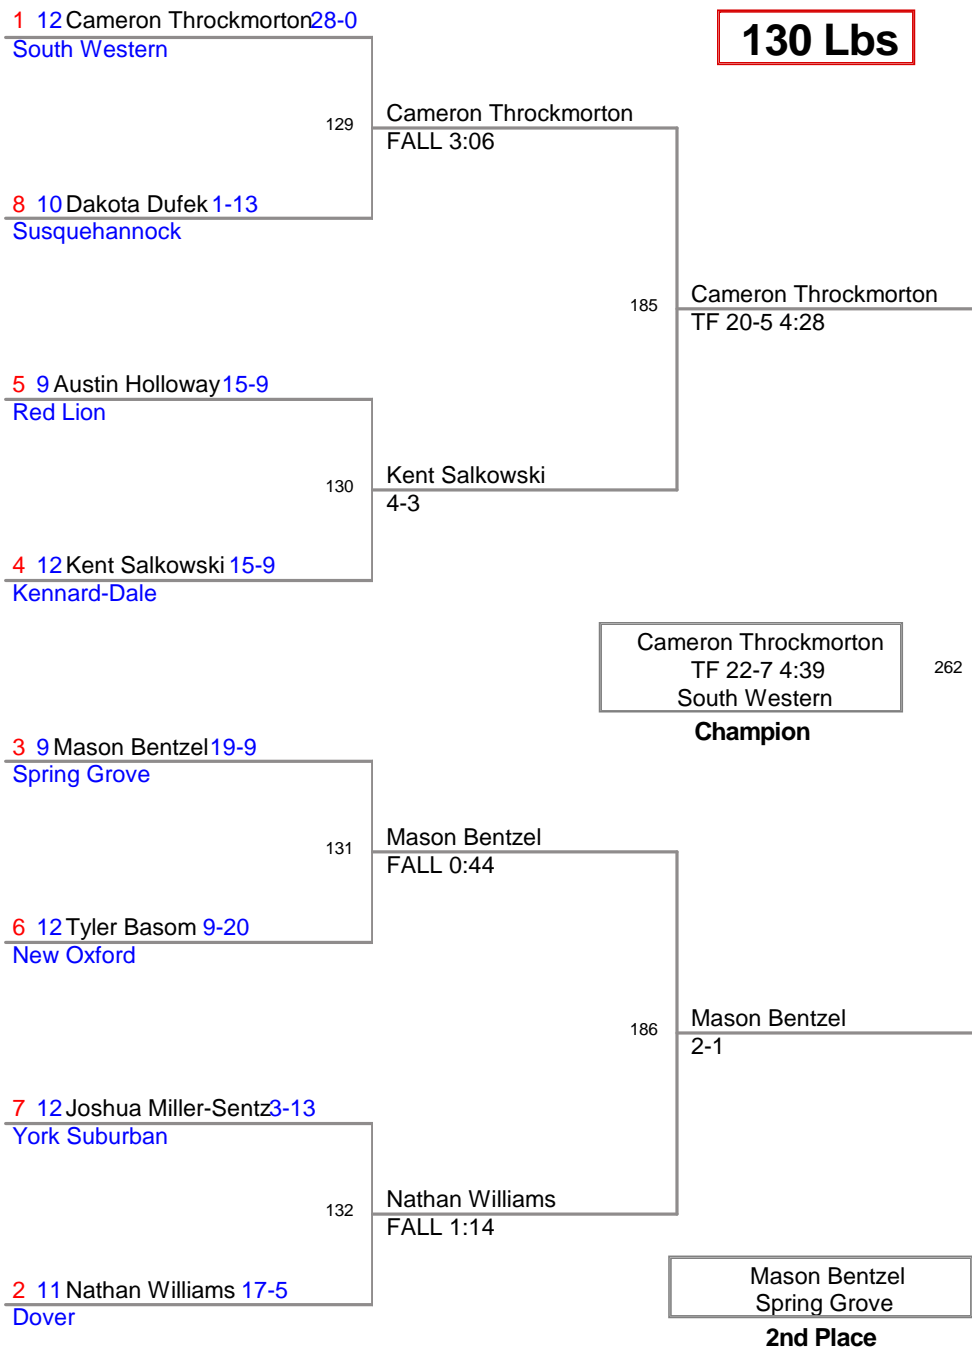 1 12 Cameron Throckmorton 28-0
South Western
130 Lbs
129
Cameron Throckmorton
FALL 3:06
8 10 Dakota Dufek 1-13
Susquehannock
185
Cameron Throckmorton
TF 20-5 4:28
5 9 Austin Holloway 15-9
Red Lion
130
Kent Salkowski
4-3
4 12 Kent Salkowski 15-9
Kennard-Dale
Cameron Throckmorton
TF 22-7 4:39
South Western
262
Champion
3 9 Mason Bentzel 19-9
Spring Grove
131
Mason Bentzel
FALL 0:44
6 12 Tyler Basom 9-20
New Oxford
186
Mason Bentzel
2-1
7 12 Joshua Miller-Sentz 3-13
York Suburban
132
Nathan Williams
FALL 1:14
2 11 Nathan Williams 17-5
Dover
Mason Bentzel
Spring Grove
2nd Place